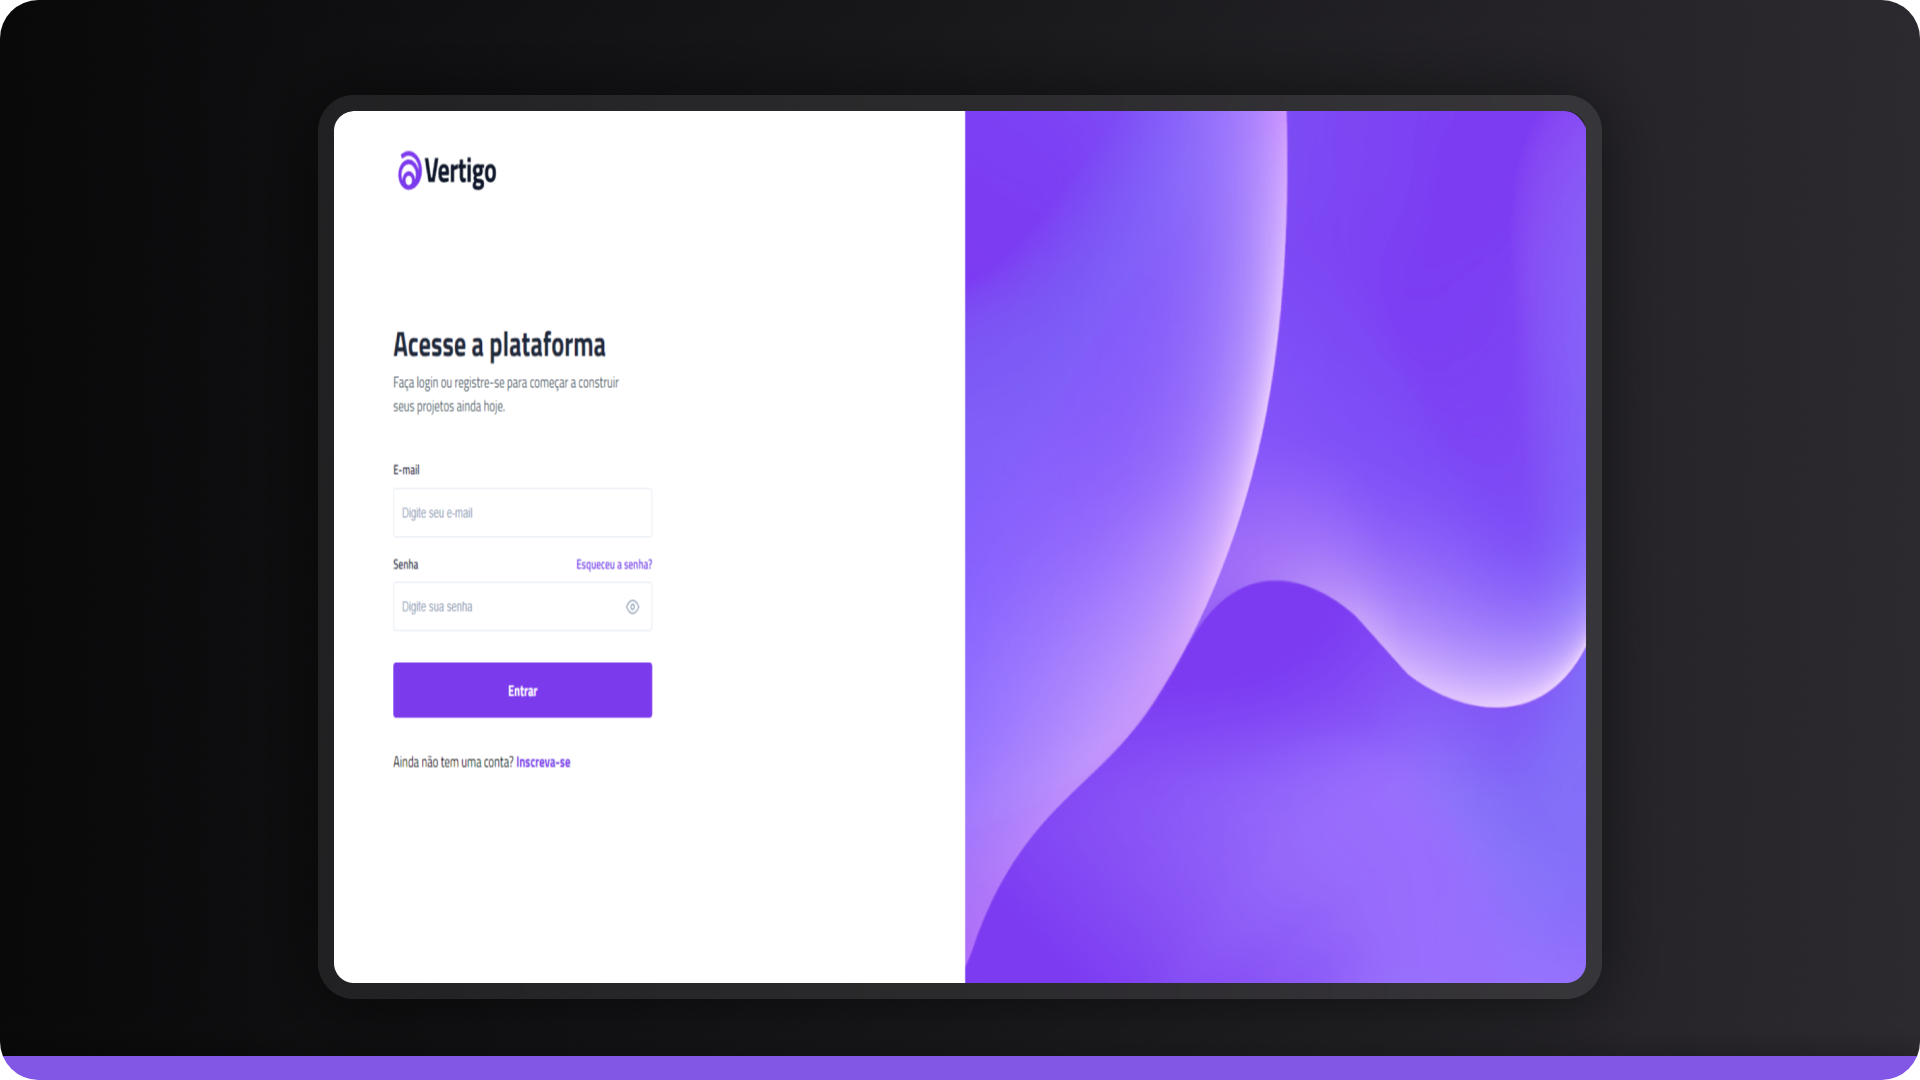 Vertigo
Acesse a plataforma
Faça login ou registre-se para começar a construir
seus projetos ainda hoje.
E-mail
Digite seu e-mail
Senha Esqueceu a senha?
Digite sua senha
Entrar
Ainda não tem uma conta? Inscreva-se